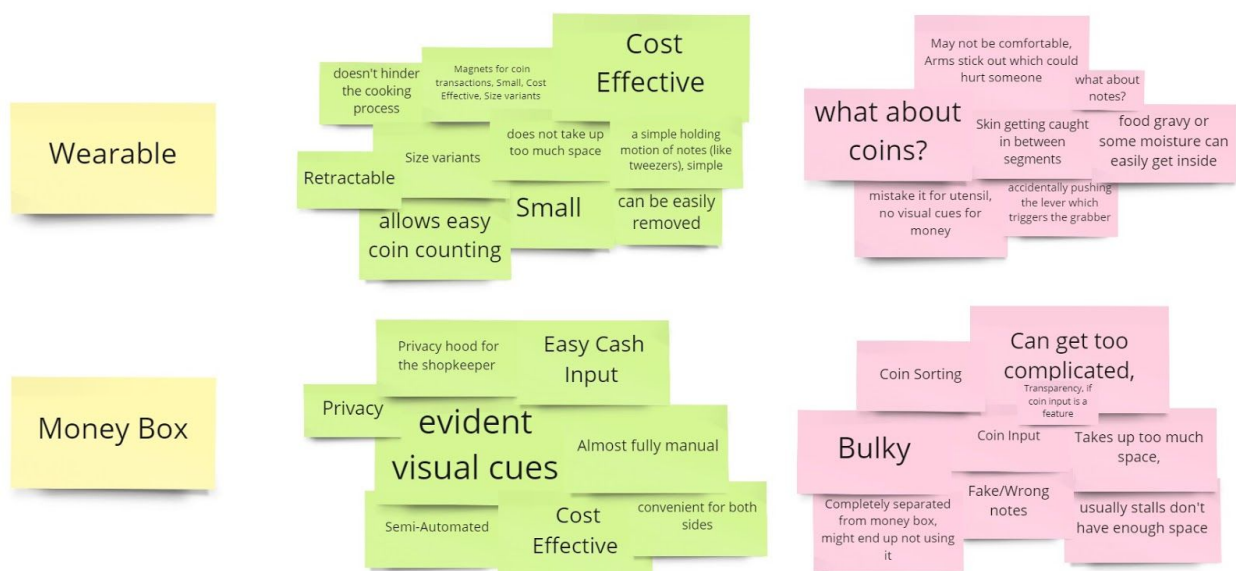 Wearable
doesn't hinder
the cooking
process
Magnets for coin
transactions, Small, Cost
Effective, Size variants
Cost
Effective
Retractable
Size variants
does not take up
too much space
a simple holding
motion of notes (like
tweezers), simple
allows easy
coin counting
Small
can be easily
removed
May not be comfortable,
Arms stick out which could
hurt someone
what about
notes?
what about
coins?
Skin getting caught
in between
segments
food gravy or
some moisture can
easily get inside
mistake it for utensil,
no visual cues for
money
accidentally pushing
the lever which
triggers the grabber
Money Box
Privacy hood for
the shopkeeper
Easy Cash
Input
Privacy
evident
visual cues
Almost fully manual
Semi-Automated
Cost
Effective
convenient for both
sides
Coin Sorting
Can get too
complicated,
Transparency, if
coin input is a
feature
Bulky
Coin Input
Takes up too much
space,
Completely separated
from money box,
might end up not using
it
Fake/Wrong
notes
usually stalls don't
have enough space